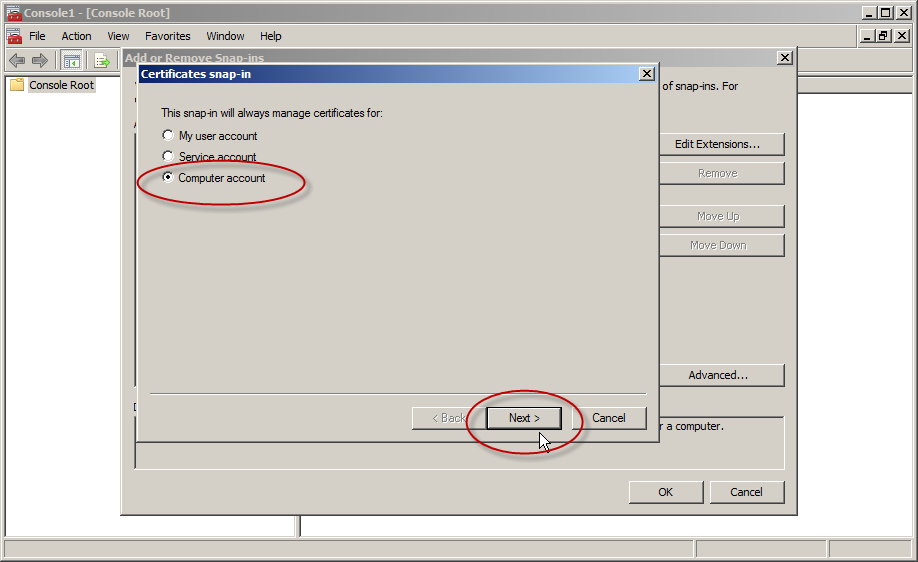 Console1 - [Console Root]
File Action View Favorites Window Help
Add or Remove Snap-ins
Console Root
Certificates snap-in
of snap-ins. For
This snap-in will always manage certificates for:
My user account
Service account
Computer account
Edit Extensions...
Remove
Move Up
Move Down
Advanced...
< Back
Next >
Cancel
r a computer.
OK
Cancel